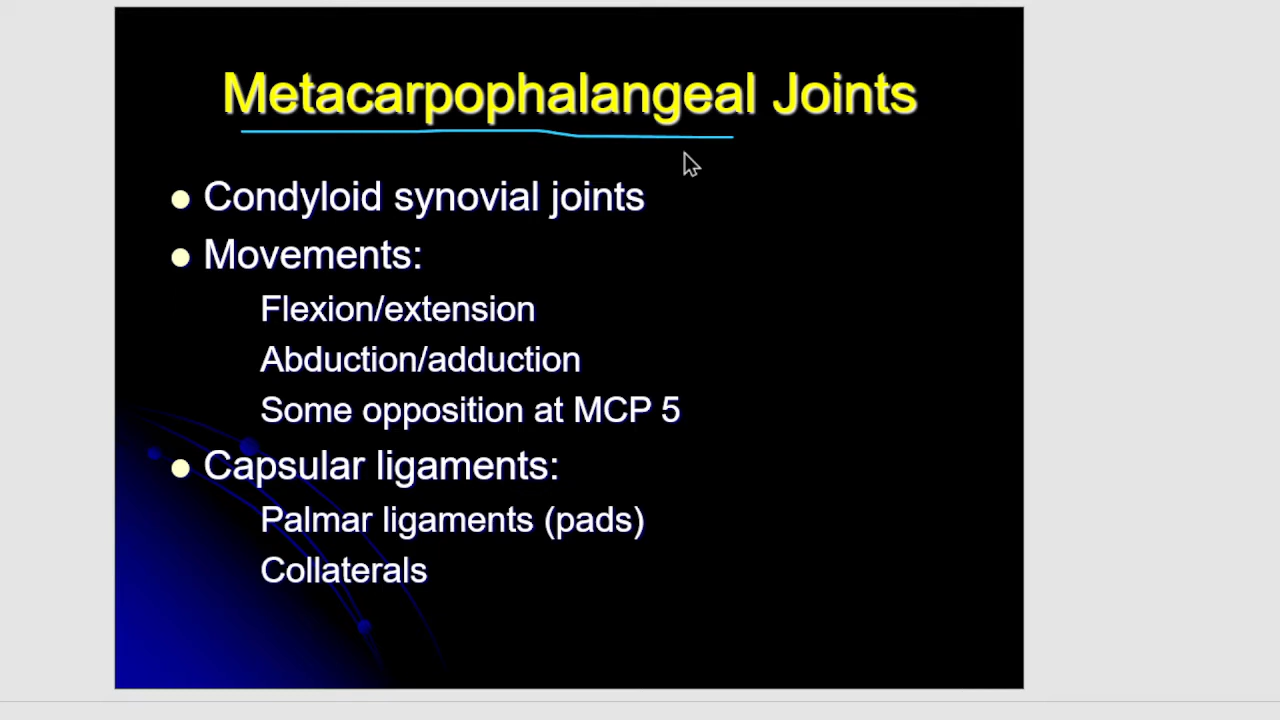 Metacarpophalangeal Joints
Condyloid synovial joints
Movements:
Flexion/extension
Abduction/adduction
Some opposition at MCP 5
Capsular ligaments:
Palmar ligaments (pads)
Collaterals